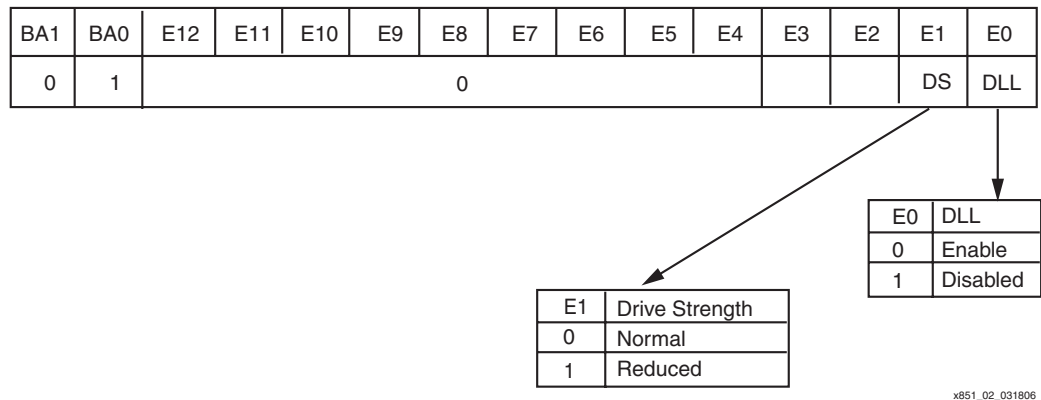 BA1 BA0 E12 E11 E10 E9 E8 E7 E6 E5 E4 E3 E2 E1 E0
0 1 0 DS DLL
E0 DLL
0 Enable
1 Disabled
E1 Drive Strength
0 Normal
1 Reduced
x851_02_031806